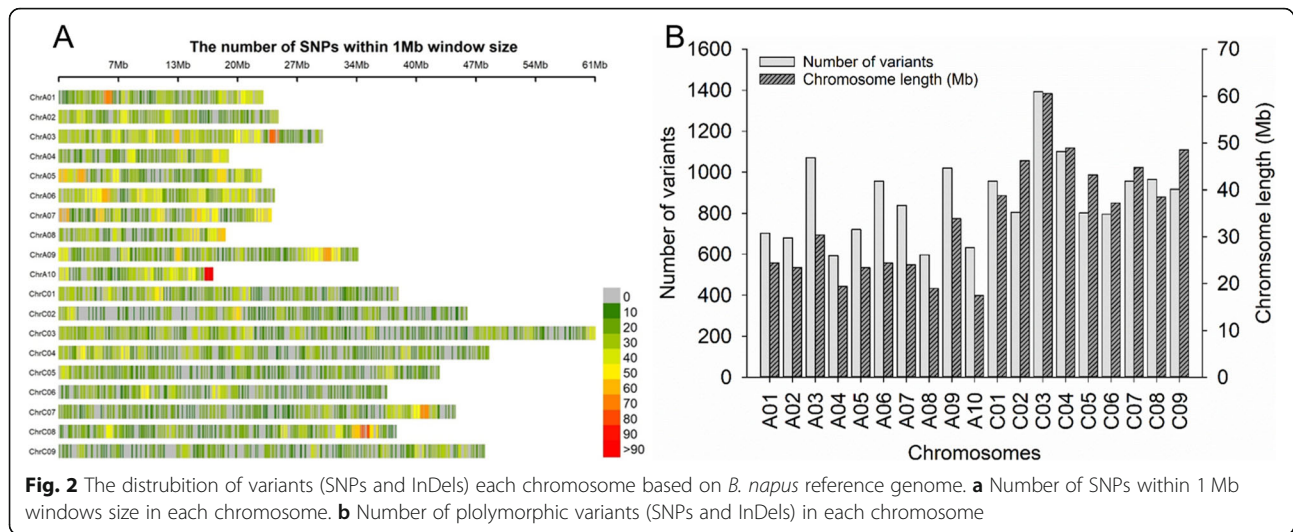 A
The number of SNPs within 1Mb window size
7Mb 13Mb 20Mb 27Mb 34Mb 40Mb 47Mb 54Mb 61Mb
ChrA01
ChrA02
ChrA03
ChrA04
ChrA05
ChrA06
ChrA07
ChrA08
ChrA09
ChrA10
ChrC01
ChrC02
ChrC03
ChrC04
ChrC05
ChrC06
ChrC07
ChrC08
ChrC09
0
10
20
30
40
50
60
70
80
90
>90
B
Number of variants
Chromosome length (Mb)
1600
1400
1200
1000
800
600
400
200
0
Number of variants
70
60
50
40
30
20
10
0
Chromosome length (Mb)
A01 A02 A03 A04 A05 A06 A07 A08 A09 A10 C01 C02 C03 C04 C05 C06 C07 C08 C09
Chromosomes
Fig. 2 The distrubition of variants (SNPs and InDels) each chromosome based on B. napus reference genome. a Number of SNPs within 1 Mb
windows size in each chromosome. b Number of plolymorphic variants (SNPs and InDels) in each chromosome